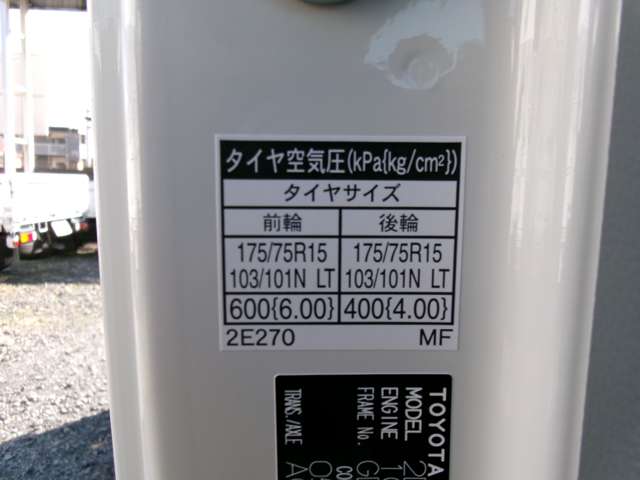 タイヤ空気圧(kPa{kg/cm²})
タイヤサイズ
前輪 後輪
175/75R15 175/75R15
103/101N LT 103/101N LT
600{6.00} 400{4.00}
2E270 MF
TOYOTA
MODEL
ENGINE
FRAME No.
TRANS./AXLE